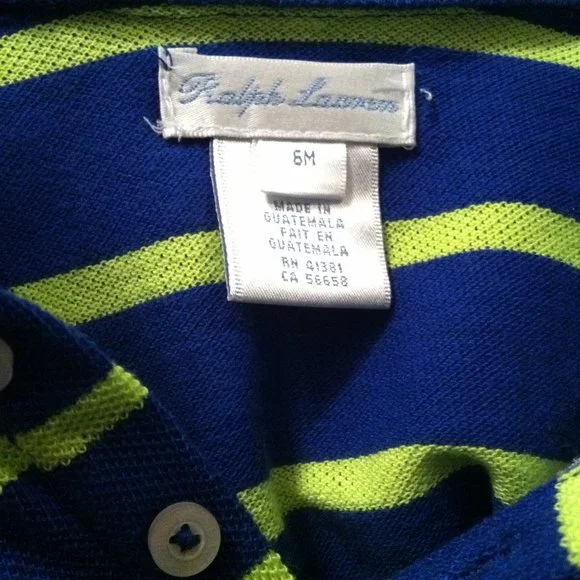 Ralph Lauren
6M
MADE IN
GUATEMALA
FAIT EN
GUATEMALA
RN 41381
CA 56658